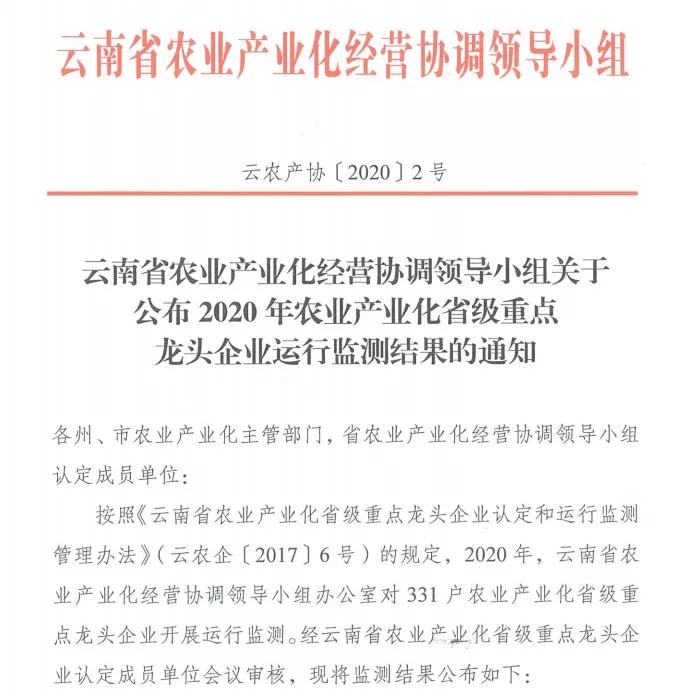 云南省农业产业化经营协调领导小组
云农产协〔2020〕2号
云南省农业产业化经营协调领导小组关于
公布2020年农业产业化省级重点
龙头企业运行监测结果的通知
各州、市农业产业化主管部门，省农业产业化经营协调领导小组
认定成员单位：
按照《云南省农业产业化省级重点龙头企业认定和运行监测
管理办法》（云农企〔2017〕6号）的规定，2020年，云南省农
业产业化经营协调领导小组办公室对331户农业产业化省级重
点龙头企业开展运行监测。经云南省农业产业化省级重点龙头企
业认定成员单位会议审核，现将监测结果公布如下：